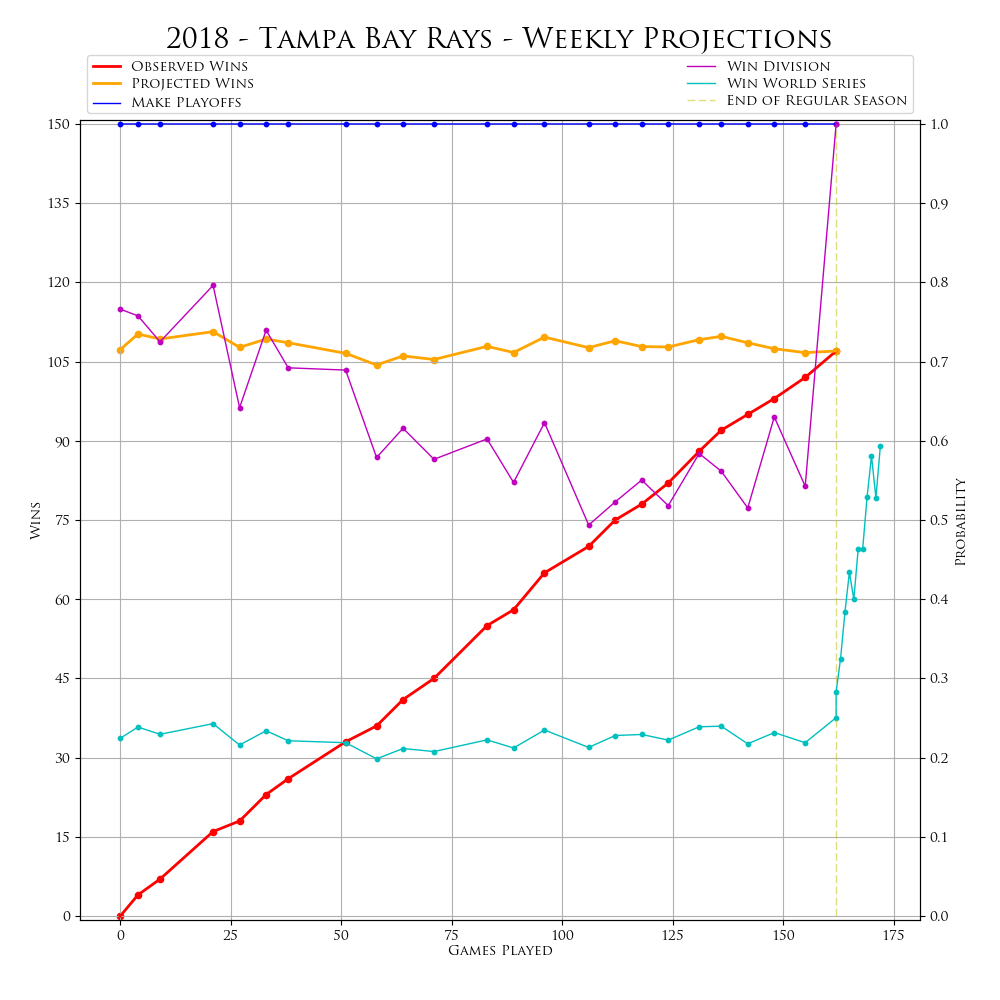 2018 - Tampa Bay Rays - Weekly Projections
Observed Wins
Projected Wins
Make Playoffs
Win Division
Win World Series
End of Regular Season
150
135
120
105
90
75
60
45
30
15
0
Wins
1.0
0.9
0.8
0.7
0.6
0.5
0.4
0.3
0.2
0.1
0.0
Probability
0 25 50 75 100 125 150 175
Games Played